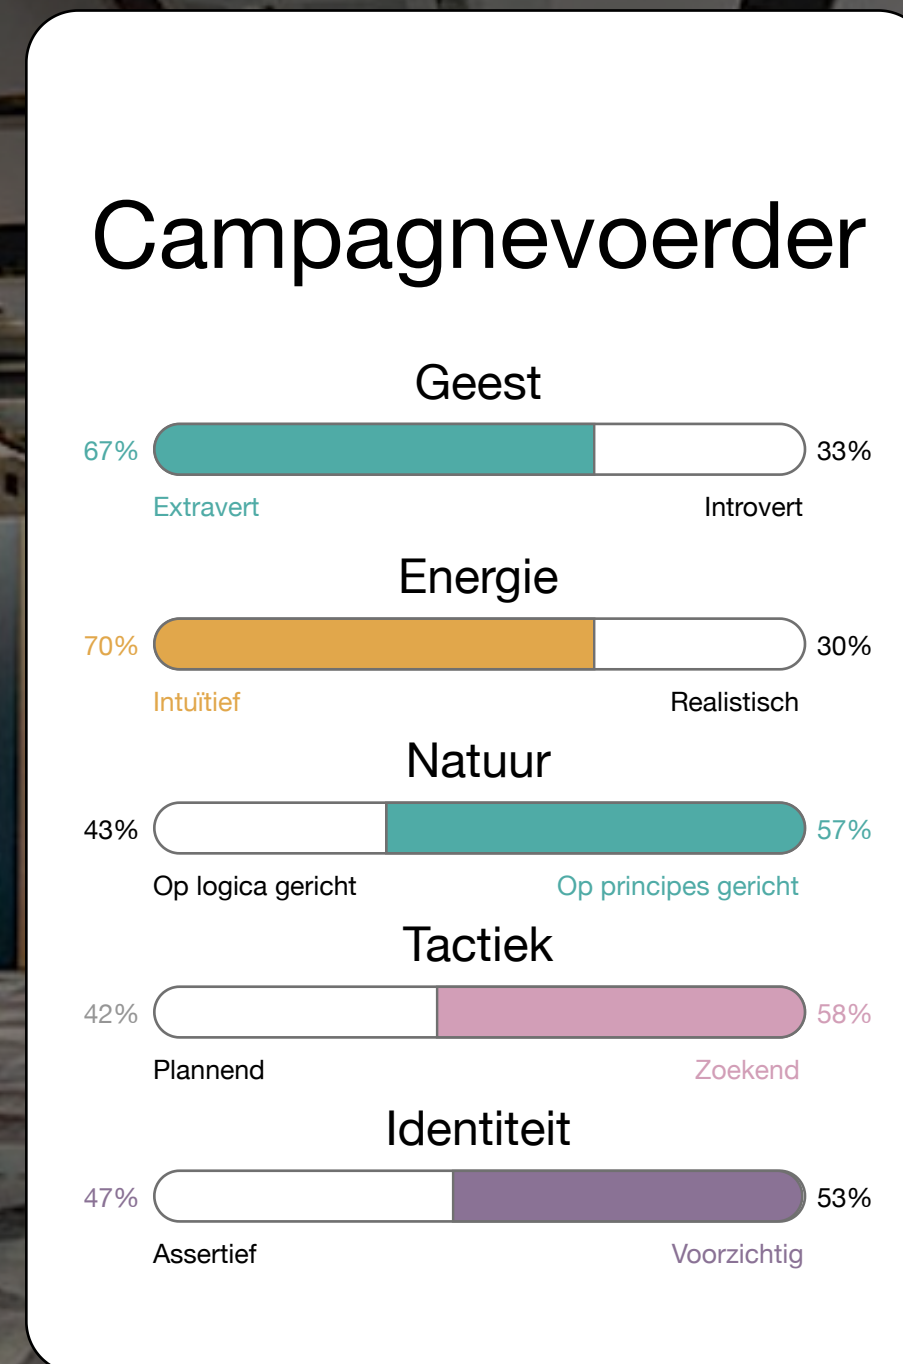 Campagnevoerder
Geest
67% 33%
Extravert Introvert
Energie
70% 30%
Intuïtief Realistisch
Natuur
43% 57%
Op logica gericht Op principes gericht
Tactiek
42% 58%
Plannend Zoekend
Identiteit
47% 53%
Assertief Voorzichtig